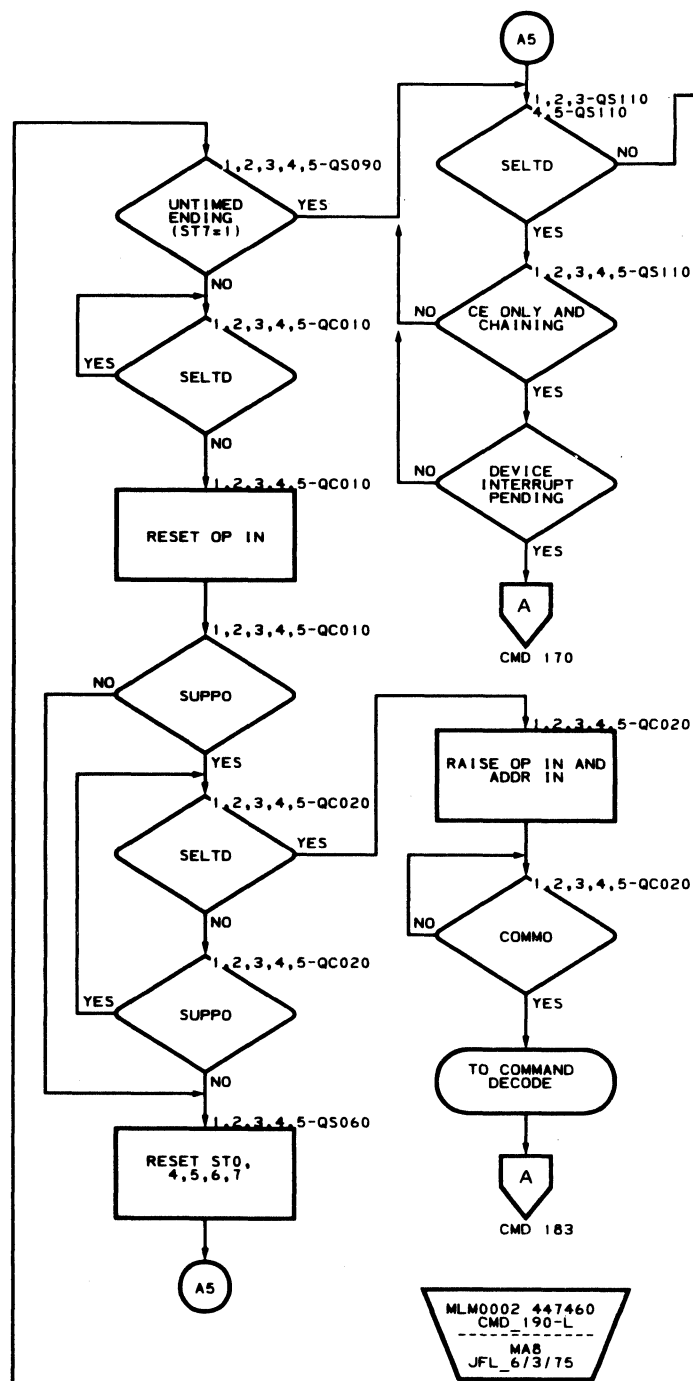 1,2,3,4,5-QS090
UNTIMED
ENDING
(ST7=1)
YES
NO
1,2,3,4,5-QC010
SELTD
YES
NO
1,2,3,4,5-QC010
RESET OP IN
1,2,3,4,5-QC010
SUPPO
NO
YES
1,2,3,4,5-QC020
SELTD
YES
NO
1,2,3,4,5-QC020
SUPPO
YES
NO
1,2,3,4,5-QS060
RESET ST0,
4,5,6,7
A5
A5
1,2,3-QS110
4,5-QS110
SELTD
NO
YES
1,2,3,4,5-QS110
CE ONLY AND
CHAINING
NO
YES
DEVICE
INTERRUPT
PENDING
NO
YES
A
CMD 170
1,2,3,4,5-QC020
RAISE OP IN AND
ADDR IN
1,2,3,4,5-QC020
COMMO
NO
YES
TO COMMAND
DECODE
A
CMD 183
MLM0002 447460
CMD_190-L
--------------
MA8
JFL_6/3/75